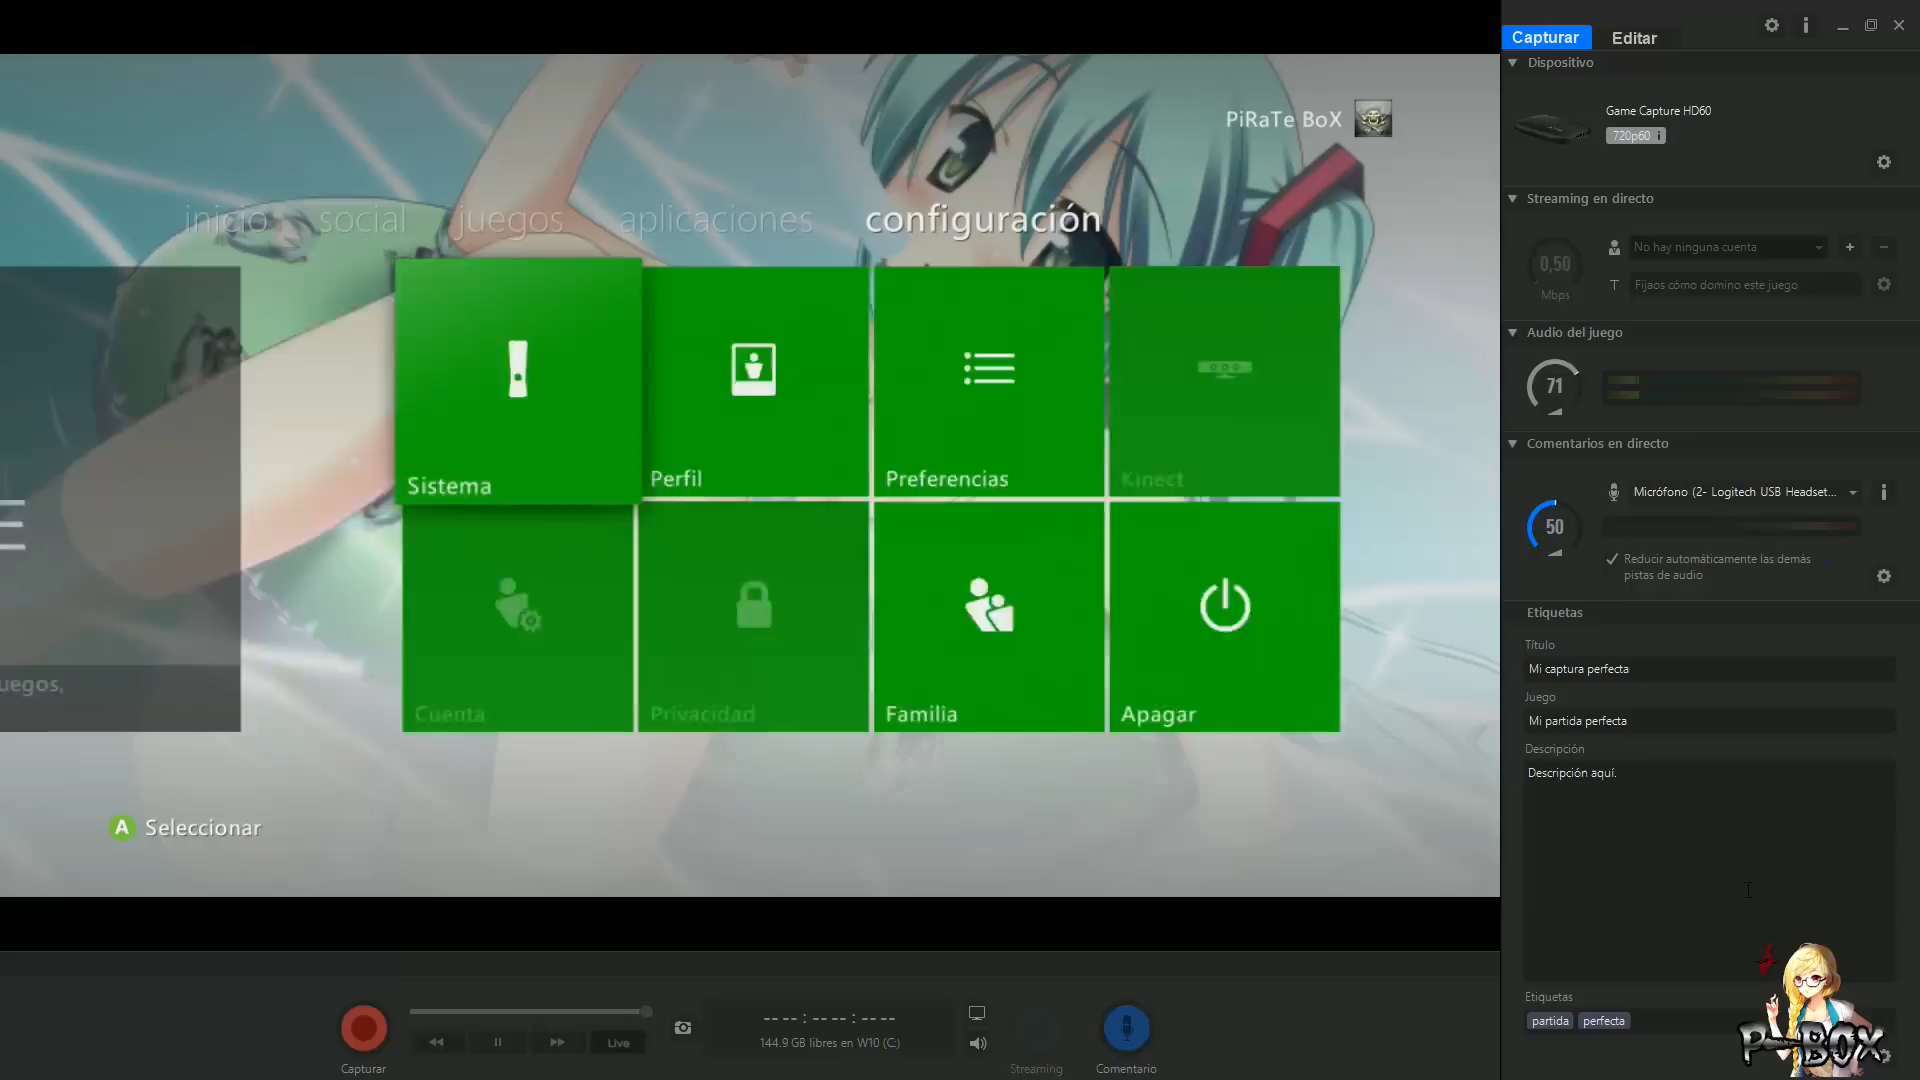 Capturar
Editar
Dispositivo
Game Capture HD60
720p60 i
Streaming en directo
0,50
Mbps
No hay ninguna cuenta
T
Fijaos cómo domino este juego
Audio del juego
71
Comentarios en directo
50
Micrófono (2- Logitech USB Headset...
Reducir automáticamente las demás
pistas de audio
Etiquetas
Título
Mi captura perfecta
Juego
Mi partida perfecta
Descripción
Descripción aquí.
Etiquetas
partida perfecta
P-BOX
PiRaTe BoX
inicio social juegos aplicaciones configuración
Sistema
Perfil
Preferencias
Kinect
Cuenta
Privacidad
Familia
Apagar
uegos,
A Seleccionar
Capturar
Live
-- -- : -- -- : -- --
144.9 GB libres en W10 (C:)
Streaming
Comentario